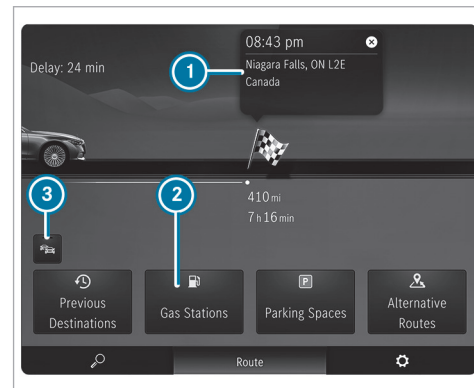 08:43 pm
Delay: 24 min
1
Niagara Falls, ON L2E
Canada
3
2
410 mi
7 h 16 min
P
Previous
Destinations
Gas Stations
Parking Spaces
Alternative
Routes
Route